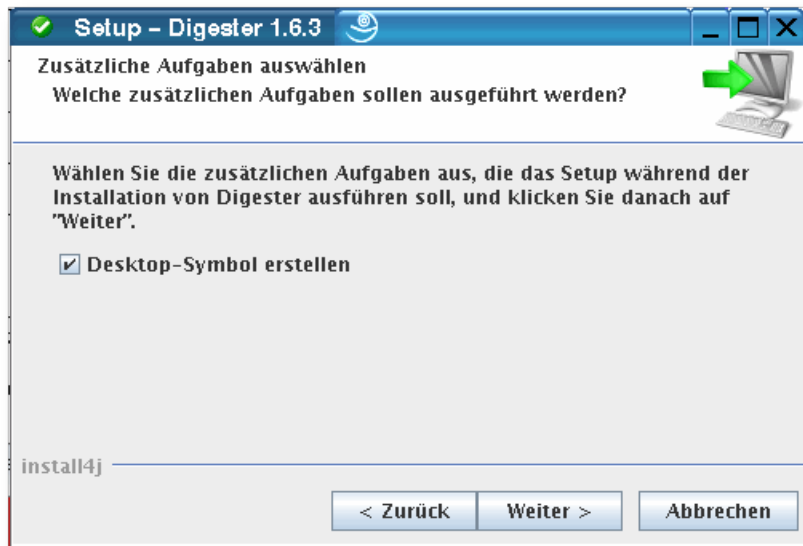 Setup – Digester 1.6.3
Zusätzliche Aufgaben auswählen
Welche zusätzlichen Aufgaben sollen ausgeführt werden?
Wählen Sie die zusätzlichen Aufgaben aus, die das Setup während der
Installation von Digester ausführen soll, und klicken Sie danach auf
"Weiter".
Desktop-Symbol erstellen
install4j
< Zurück
Weiter >
Abbrechen